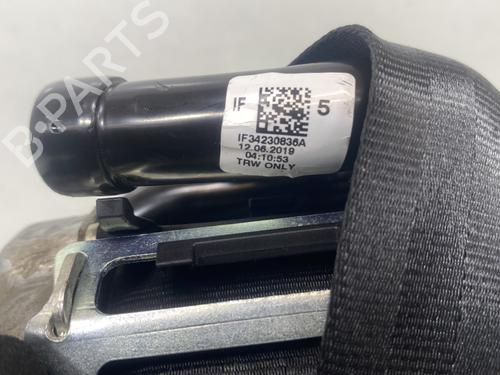 B-PARTS
IF 5
IF34230836A
12.06.2019
04:10:53
TRW ONLY